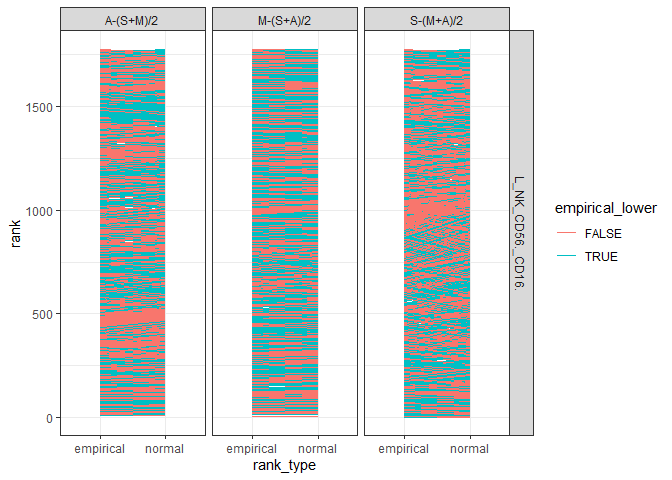 A-(S+M)/2
M-(S+A)/2
S-(M+A)/2
L_NK_CD56._CD16.
rank
1500
1000
500
0
empirical normal
empirical normal
empirical normal
rank_type
empirical_lower
FALSE
TRUE